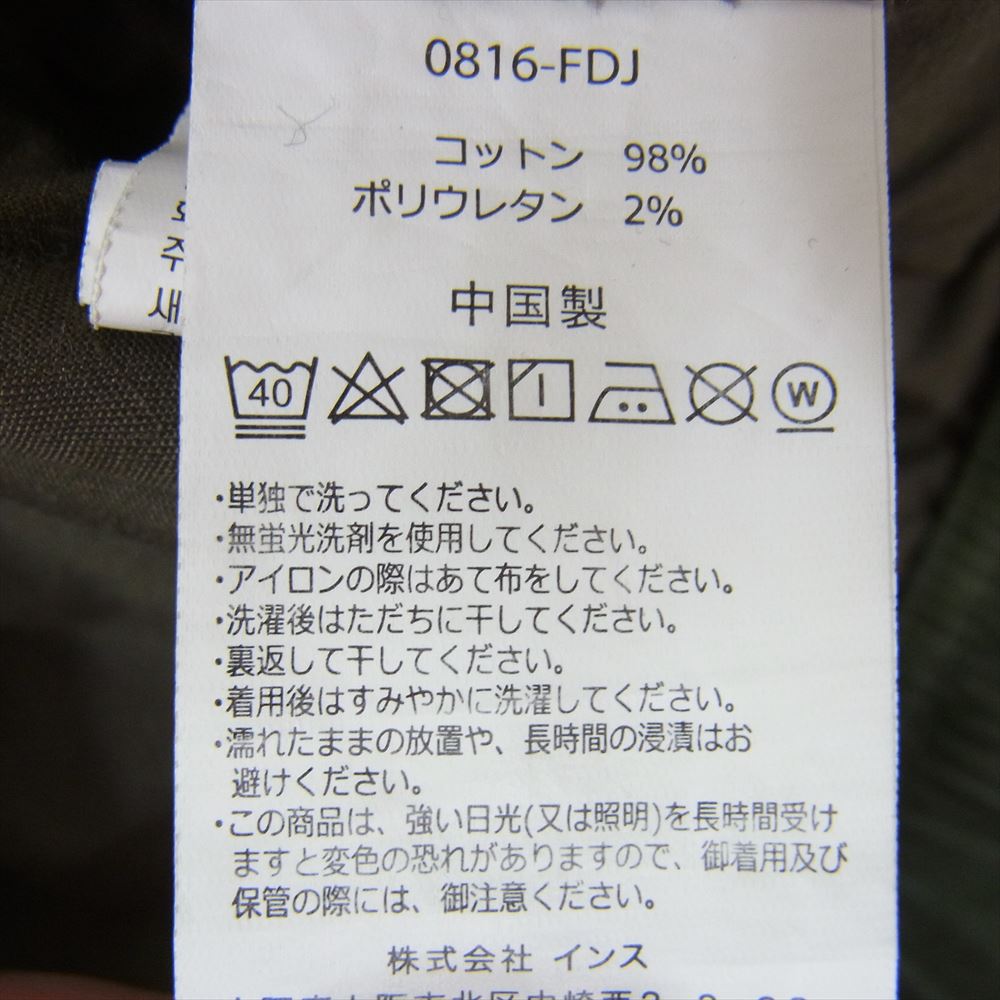 0816-FDJ
コットン 98%
ポリウレタン 2%
中国製
40
W
・単独で洗ってください。
・無蛍光洗剤を使用してください。
・アイロンの際はあて布をしてください。
・洗濯後はただちに干してください。
・裏返して干してください。
・着用後はすみやかに洗濯してください。
・濡れたままの放置や、長時間の浸漬はお
避けください。
・この商品は、強い日光(又は照明)を長時間受け
ますと変色の恐れがありますので、御着用及び
保管の際には、御注意ください。
株式会社 インス
주
새